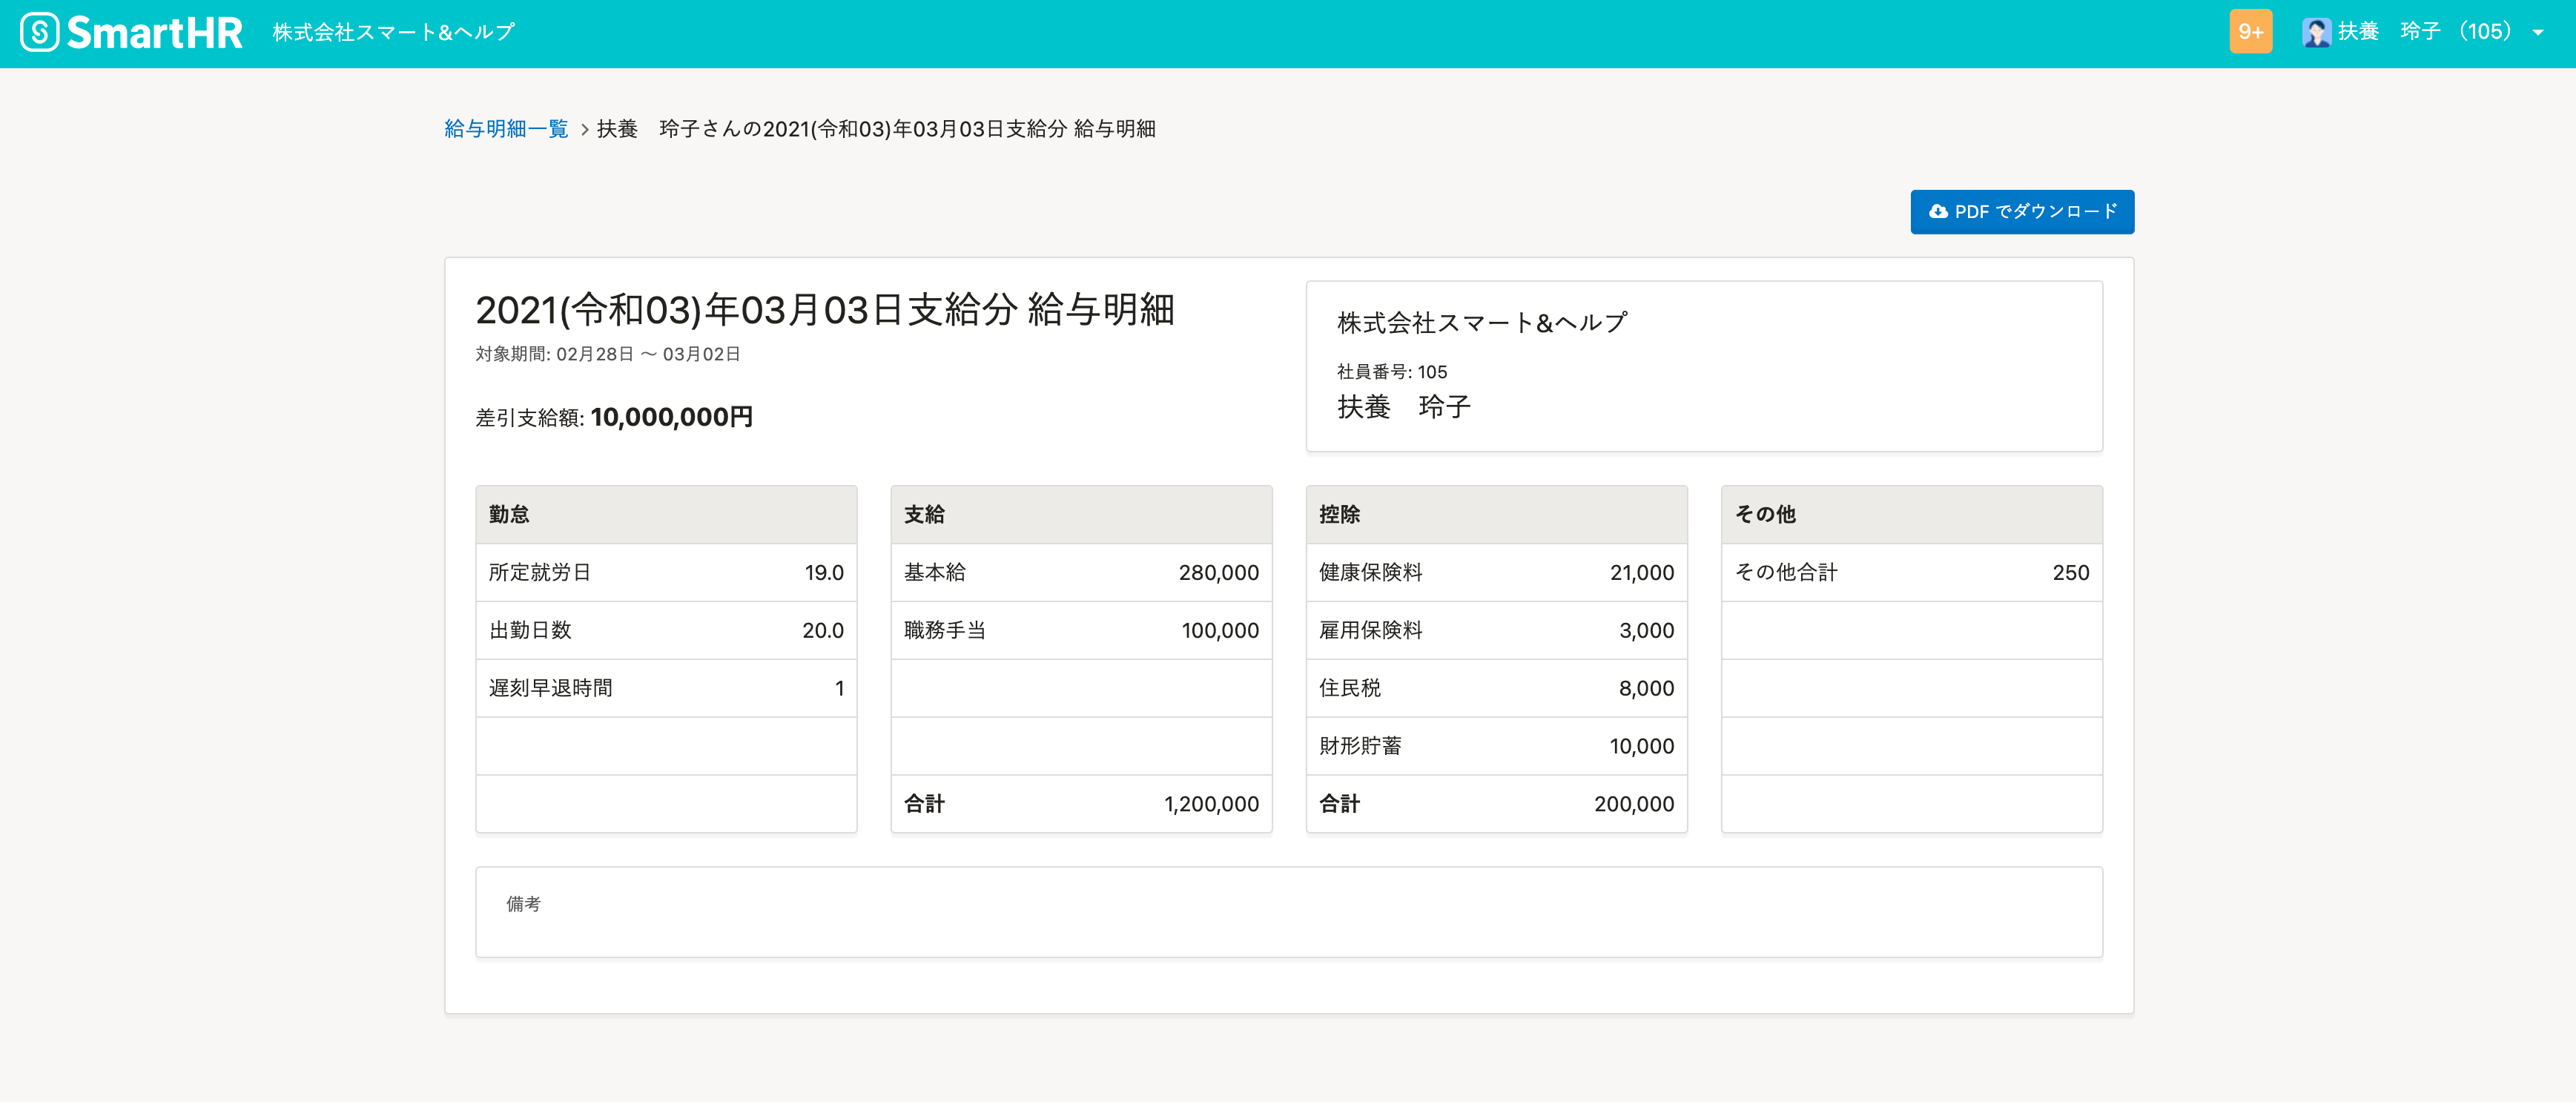 SmartHR 株式会社スマート&ヘルプ 9+ 扶養　玲子（105）
給与明細一覧 > 扶養　玲子さんの2021(令和03)年03月03日支給分 給与明細
PDF でダウンロード
2021(令和03)年03月03日支給分 給与明細
対象期間: 02月28日 〜 03月02日
差引支給額: 10,000,000円
株式会社スマート&ヘルプ
社員番号: 105
扶養　玲子
勤怠
所定就労日 19.0
出勤日数 20.0
遅刻早退時間 1
支給
基本給 280,000
職務手当 100,000
合計 1,200,000
控除
健康保険料 21,000
雇用保険料 3,000
住民税 8,000
財形貯蓄 10,000
合計 200,000
その他
その他合計 250
備考